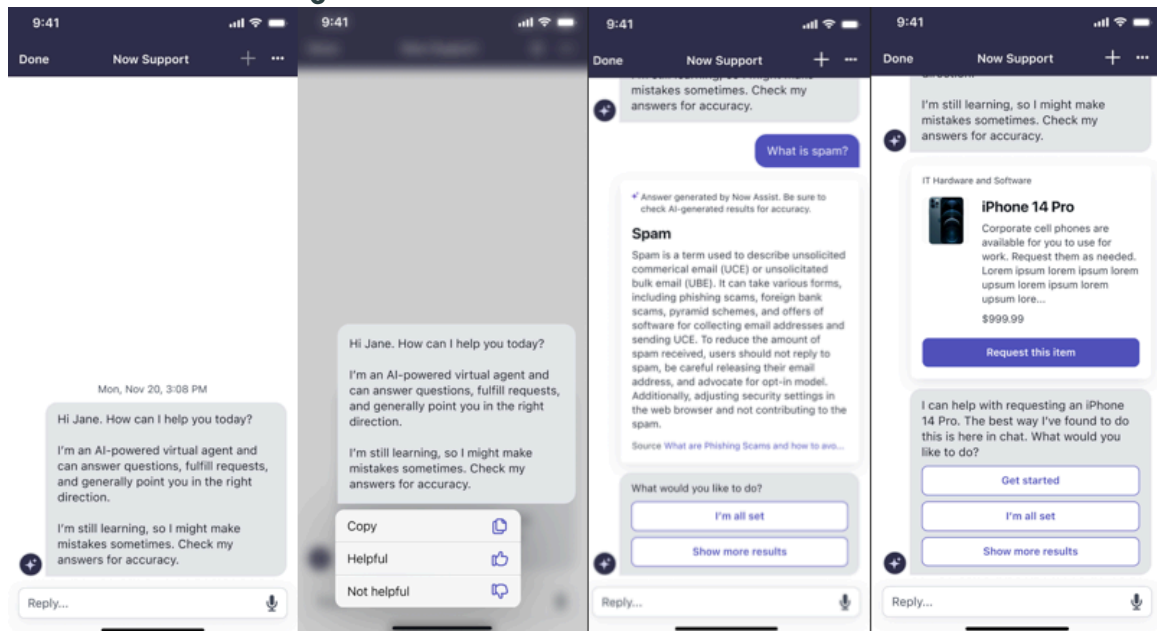 9:41
Done Now Support
Mon, Nov 20, 3:08 PM
Hi Jane. How can I help you
today?
I'm an AI-powered virtual agent and
can answer questions, fulfill requests,
and generally point you in the right
direction.
I'm still learning, so I might make
mistakes sometimes. Check my
answers for accuracy.
Reply...
9:41
Hi Jane. How can I help you today?
I'm an AI-powered virtual agent and
can answer questions, fulfill requests,
and generally point you in the right
direction.
I'm still learning, so I might make
mistakes sometimes. Check my
answers for accuracy.
Copy
Helpful
Not helpful
9:41
Done Now Support
mistakes sometimes. Check my
answers for accuracy.
What is spam?
Answer generated by Now Assist. Be sure to
check AI-generated results for accuracy.
Spam
Spam is a term used to describe unsolicited
commerical email (UCE) or unsolicitated
bulk email (UBE). It can take various forms,
including phishing scams, foreign bank
scams, pyramid schemes, and offers of
software for collecting email addresses and
sending UCE. To reduce the amount of
spam received, users should not reply to
spam, be careful releasing their email
address, and advocate for opt-in model.
Additionally, adjusting security settings in
the web browser and not contributing to the
spam.
Source What are Phishing Scams and how to avo...
What would you like to do?
I'm all set
Show more results
Reply...
9:41
Done Now Support
I'm still learning, so I might make
mistakes sometimes. Check my
answers for accuracy.
IT Hardware and Software
iPhone 14 Pro
Corporate cell phones are
available for you to use for
work. Request them as needed.
Lorem ipsum lorem ipsum lorem
upsum lorem ipsum lorem
upsum lore...
$999.99
Request this item
I can help with requesting an iPhone
14 Pro. The best way I've found to do
this is here in chat. What would you
like to do?
Get started
I'm all set
Show more results
Reply...